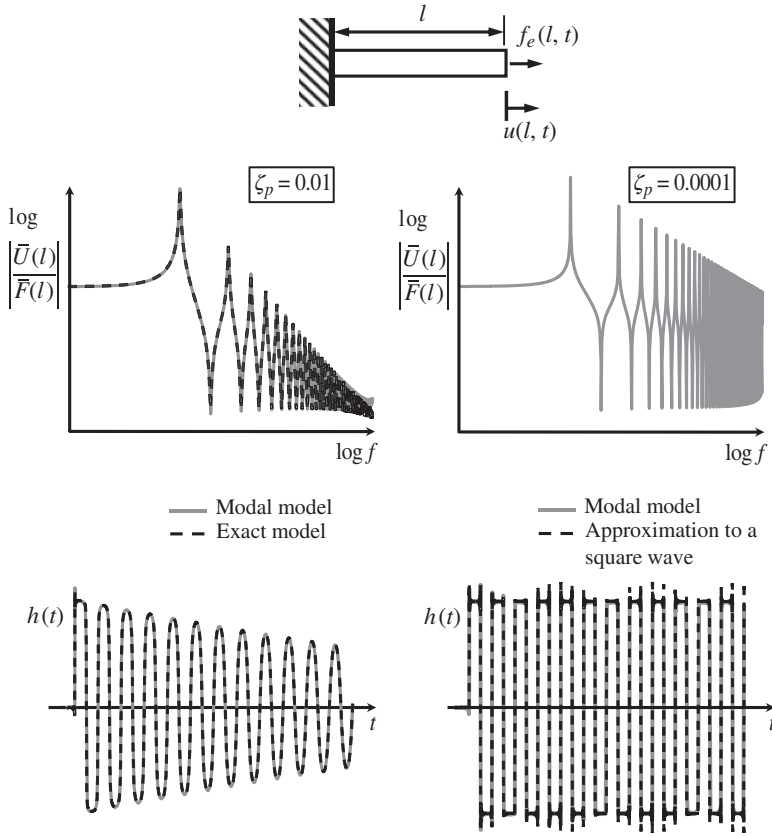 l
f_e(l, t)
u(l, t)
ζ_p = 0.01
log
|Ū(l)/F̄(l)|
log f
ζ_p = 0.0001
log
|Ū(l)/F̄(l)|
log f
Modal model
Exact model
Modal model
Approximation to a
square wave
h(t)
t
h(t)
t